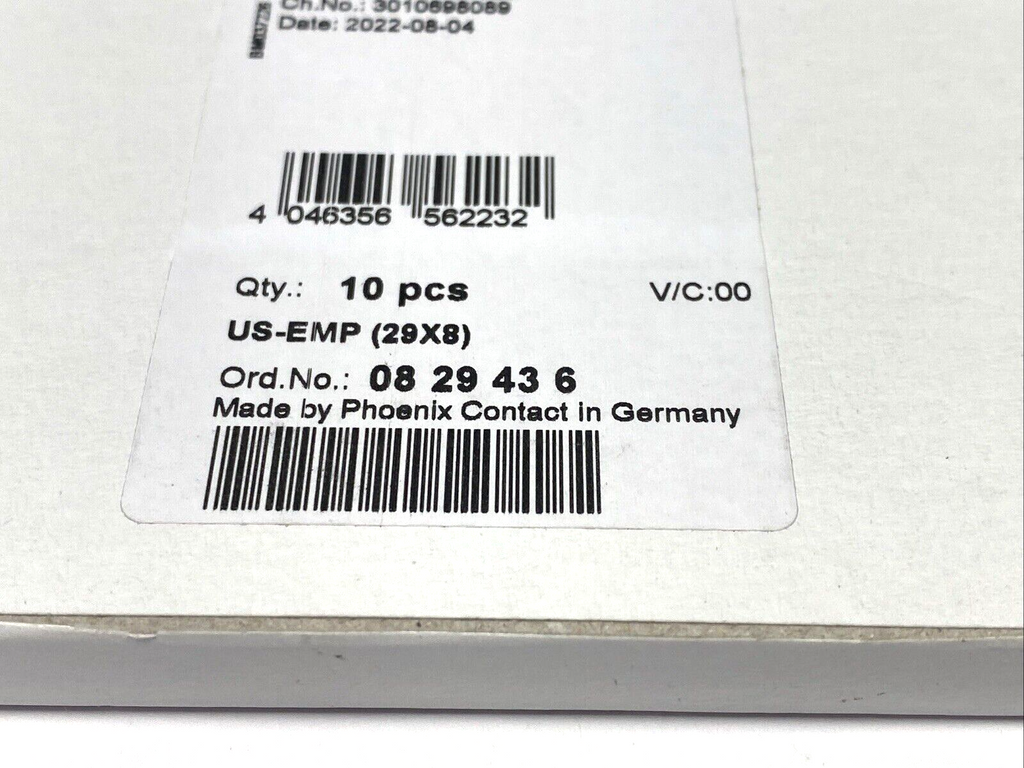 Ch.No.: 3010698089
Date: 2022-08-04
4 046356 562232
Qty.: 10 pcs V/C:00
US-EMP (29X8)
Ord.No.: 08 29 43 6
Made by Phoenix Contact in Germany